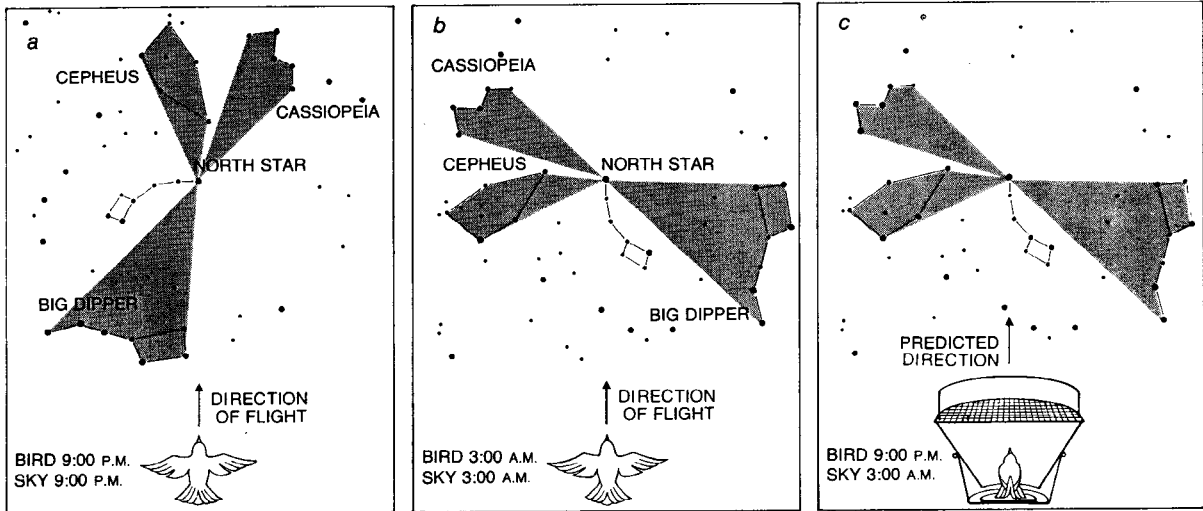 a
CEPHEUS
CASSIOPEIA
NORTH STAR
BIG DIPPER
DIRECTION
OF FLIGHT
BIRD 9:00 P.M.
SKY 9:00 P.M.
b
CASSIOPEIA
CEPHEUS
NORTH STAR
BIG DIPPER
DIRECTION
OF FLIGHT
BIRD 3:00 A.M.
SKY 3:00 A.M.
c
PREDICTED
DIRECTION
BIRD 9:00 P.M.
SKY 3:00 A.M.